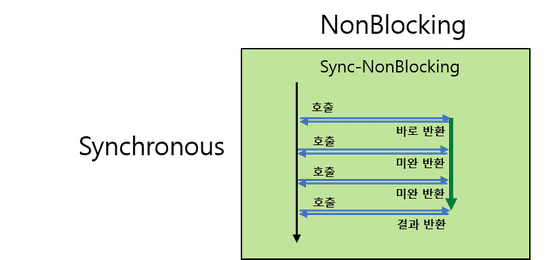 NonBlocking
Sync-NonBlocking
호출
바로 반환
호출
미완 반환
호출
미완 반환
호출
결과 반환
Synchronous